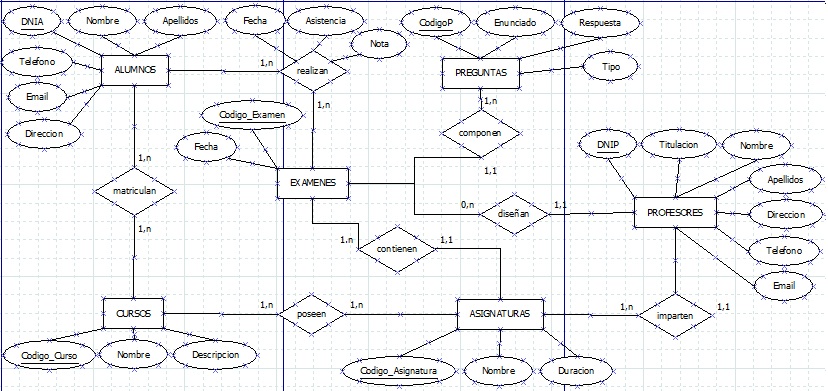 DNIA
Nombre
Apellidos
Fecha
Asistencia
Nota
CodigoP
Enunciado
Respuesta
Tipo
Telefono
Email
Direccion
ALUMNOS
1,n
realizan
1,n
PREGUNTAS
1,n
componen
1,1
Codigo_Examen
Fecha
EXAMENES
1,n
matriculan
1,n
0,n
diseñan
1,1
DNIP
Titulacion
Nombre
Apellidos
Direccion
Telefono
Email
PROFESORES
1.n
contienen
1,1
CURSOS
1,n
poseen
1,n
ASIGNATURAS
1,n
imparten
1,1
Codigo_Curso
Nombre
Descripcion
Codigo_Asignatura
Nombre
Duracion